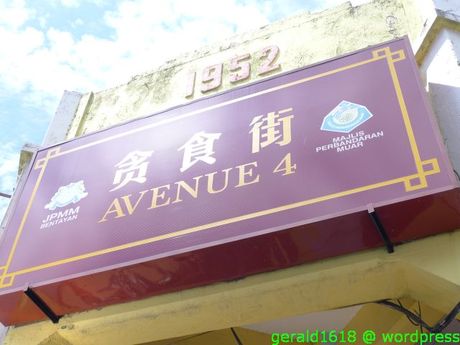 1952
贪食街
AVENUE 4
JPMM
BENTAYAN
MAJLIS
PERBANDARAN
MUAR
gerald1618 @ wordpress